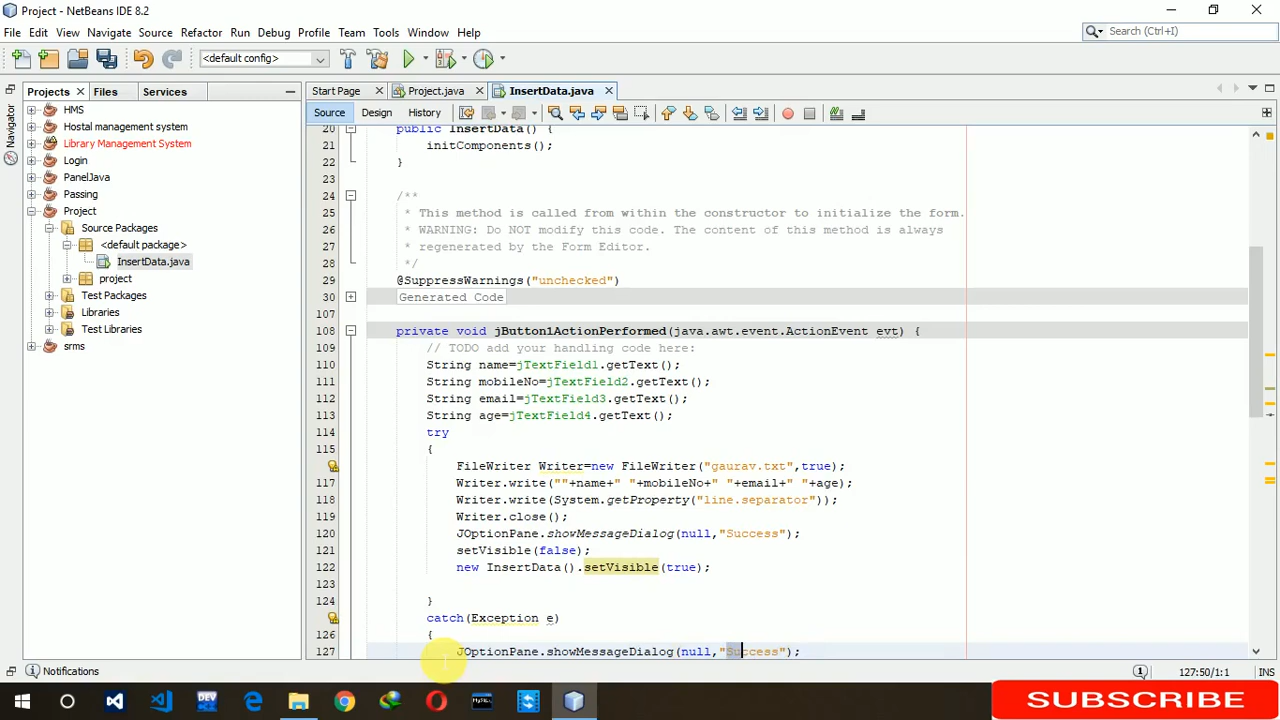 Project - NetBeans IDE 8.2
File Edit View Navigate Source Refactor Run Debug Profile Team Tools Window Help
Search (Ctrl+I)
<default config>
Projects Files Services
Start Page Project.java InsertData.java
Source Design History
Navigator
HMS
Hostal management system
Library Management System
Login
PanelJava
Passing
Project
Source Packages
<default package>
InsertData.java
project
Test Packages
Libraries
Test Libraries
srms
20 public InsertData() {
21 initComponents();
22 }
23
24 /**
25 * This method is called from within the constructor to initialize the form.
26 * WARNING: Do NOT modify this code. The content of this method is always
27 * regenerated by the Form Editor.
28 */
29 @SuppressWarnings("unchecked")
30 Generated Code
107
108 private void jButton1ActionPerformed(java.awt.event.ActionEvent evt) {
109 // TODO add your handling code here:
110 String name=jTextField1.getText();
111 String mobileNo=jTextField2.getText();
112 String email=jTextField3.getText();
113 String age=jTextField4.getText();
114 try
115 {
FileWriter Writer=new FileWriter("gaurav.txt",true);
117 Writer.write(""+name+" "+mobileNo+" "+email+" "+age);
118 Writer.write(System.getProperty("line.separator"));
119 Writer.close();
120 JOptionPane.showMessageDialog(null,"Success");
121 setVisible(false);
122 new InsertData().setVisible(true);
123
124 }
catch(Exception e)
126 {
127 JOptionPane.showMessageDialog(null,"Success");
Notifications
1
127:50/1:1 INS
DEV
MySQL
SUBSCRIBE